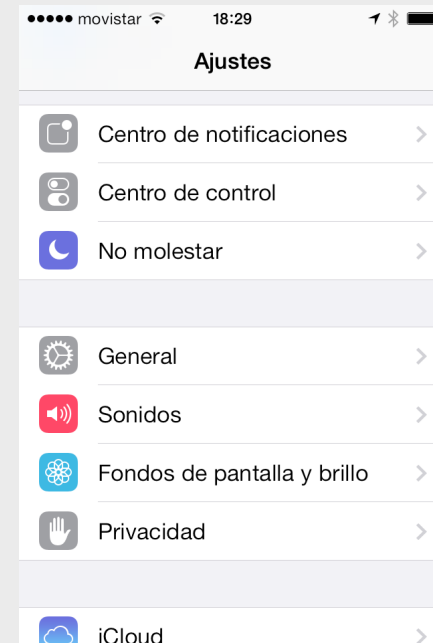 movistar 18:29
Ajustes
Centro de notificaciones
Centro de control
No molestar
General
Sonidos
Fondos de pantalla y brillo
Privacidad
iCloud